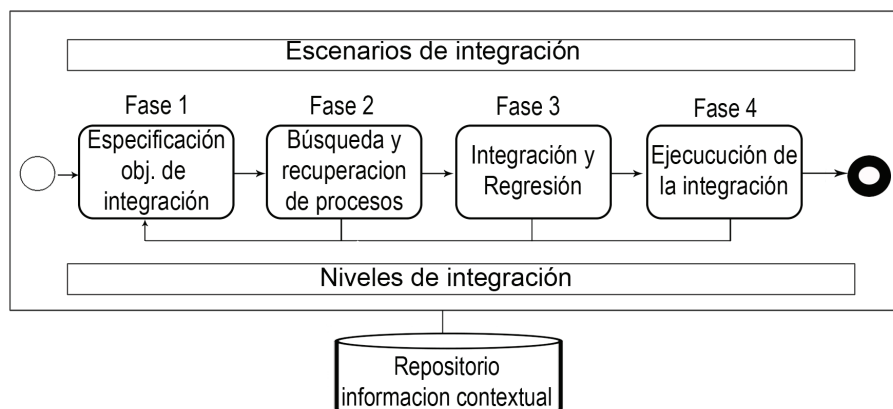 Escenarios de integración
Fase 1
Fase 2
Fase 3
Fase 4
Especificación
obj. de
integración
Búsqueda y
recuperacion
de procesos
Integración y
Regresión
Ejecucución de
la integración
Niveles de integración
Repositorio
informacion contextual